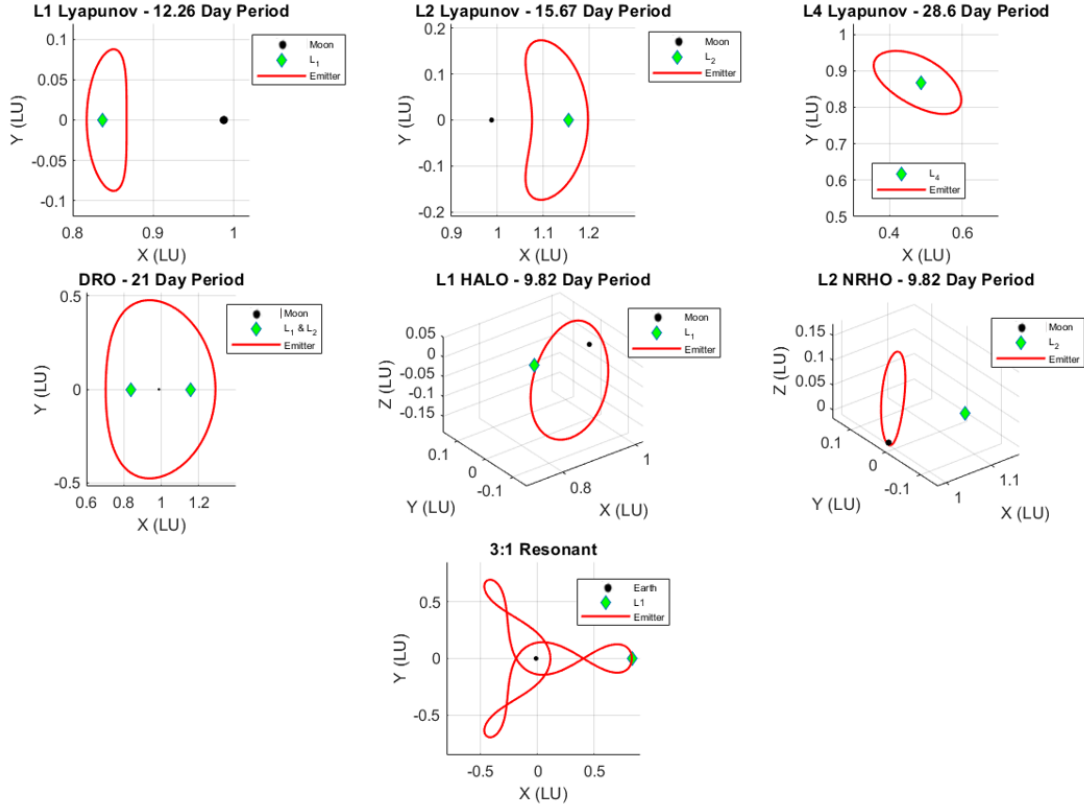 L1 Lyapunov - 12.26 Day Period
0.1
0.05
0
-0.05
-0.1
Y (LU)
0.8
0.9
1
X (LU)
Moon
L1
Emitter
L2 Lyapunov - 15.67 Day Period
0.2
0.1
0
-0.1
-0.2
Y (LU)
0.9
1
1.1
1.2
X (LU)
Moon
L2
Emitter
L4 Lyapunov - 28.6 Day Period
1
0.9
0.8
0.7
0.6
0.5
Y (LU)
0.4
0.6
X (LU)
L4
Emitter
DRO - 21 Day Period
0.5
0
-0.5
Y (LU)
0.6
0.8
1
1.2
X (LU)
Moon
L1 & L2
Emitter
L1 HALO - 9.82 Day Period
0.05
0
-0.05
-0.1
-0.15
Z (LU)
0.1
0
-0.1
Y (LU)
0.8
1
X (LU)
Moon
L1
Emitter
L2 NRHO - 9.82 Day Period
0.15
0.1
0.05
0
Z (LU)
0.1
0
-0.1
Y (LU)
1
1.1
X (LU)
Moon
L2
Emitter
3:1 Resonant
0.5
0
-0.5
Y (LU)
-0.5
0
0.5
X (LU)
Earth
L1
Emitter